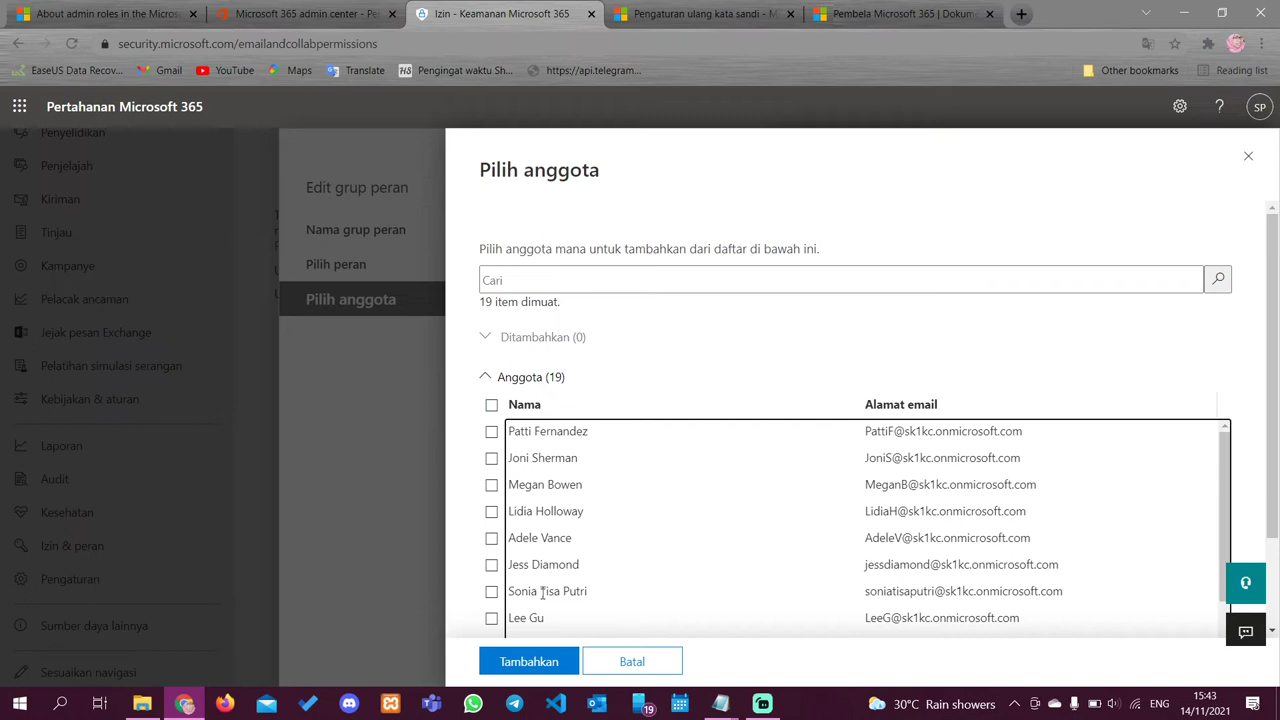 About admin roles in the Micros
Microsoft 365 admin center - Pe
Izin - Keamanan Microsoft 365
Pengaturan ulang kata sandi - M
Pembela Microsoft 365 | Dokum
security.microsoft.com/emailandcollabpermissions
EaseUS Data Recov...
Gmail
YouTube
Maps
Translate
Pengingat waktu Sh...
https://api.telegram...
Other bookmarks
Reading list
Pertahanan Microsoft 365
SP
Penyelidikan
Penjelajah
Kiriman
Tinjau
Kampanye
Pelacak ancaman
Jejak pesan Exchange
Pelatihan simulasi serangan
Kebijakan & aturan
Laporan
Audit
Kesehatan
Izin & peran
Pengaturan
Sumber daya lainnya
Sesuaikan navigasi
Edit grup peran
Nama grup peran
Pilih peran
Pilih anggota
Pilih anggota
Pilih anggota mana untuk tambahkan dari daftar di bawah ini.
Cari
19 item dimuat.
Ditambahkan (0)
Anggota (19)
Nama Alamat email
Patti Fernandez PattiF@sk1kc.onmicrosoft.com
Joni Sherman JoniS@sk1kc.onmicrosoft.com
Megan Bowen MeganB@sk1kc.onmicrosoft.com
Lidia Holloway LidiaH@sk1kc.onmicrosoft.com
Adele Vance AdeleV@sk1kc.onmicrosoft.com
Jess Diamond jessdiamond@sk1kc.onmicrosoft.com
Sonia Tisa Putri soniatisaputri@sk1kc.onmicrosoft.com
Lee Gu LeeG@sk1kc.onmicrosoft.com
Tambahkan Batal
19
30°C Rain showers
ENG
15:43
14/11/2021